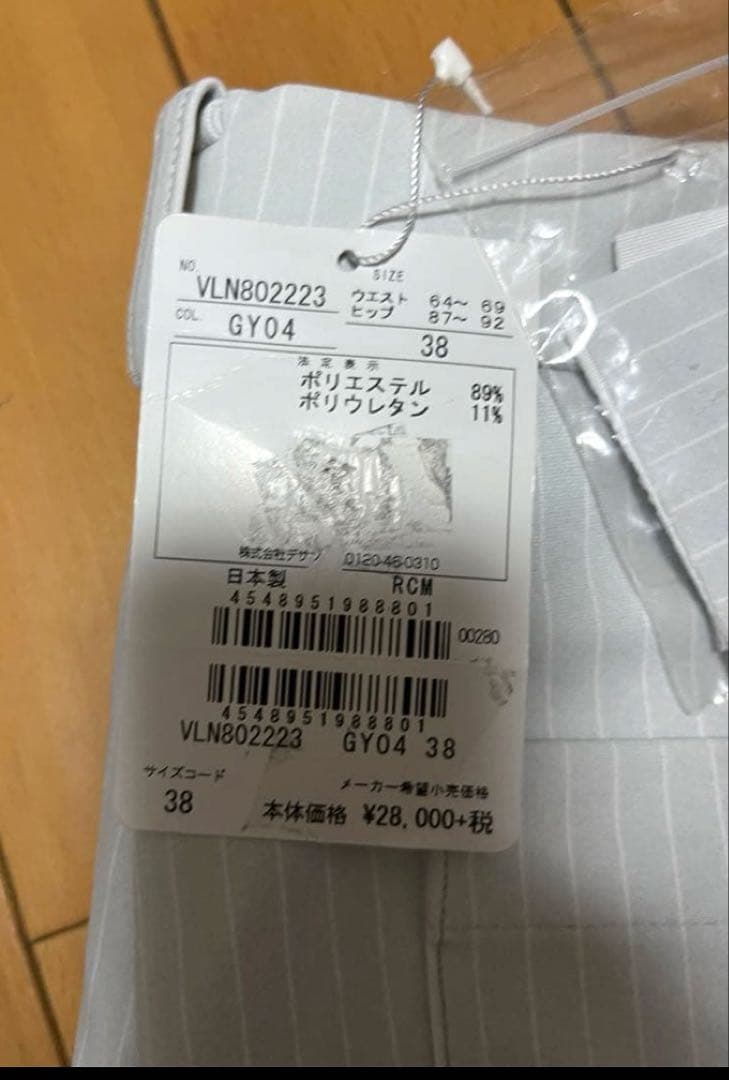 NO.
VLN802223
SIZE
ウエスト 64～ 69
ヒップ 87～ 92
COL.
GY04
38
法定表示
ポリエステル 89%
ポリウレタン 11%
株式会社デサン 0120-46-0310
日本製 RCM
4548951988801
00280
4548951988801
VLN802223 GY04 38
サイズコード
38
メーカー希望小売価格
本体価格 ¥28,000+税